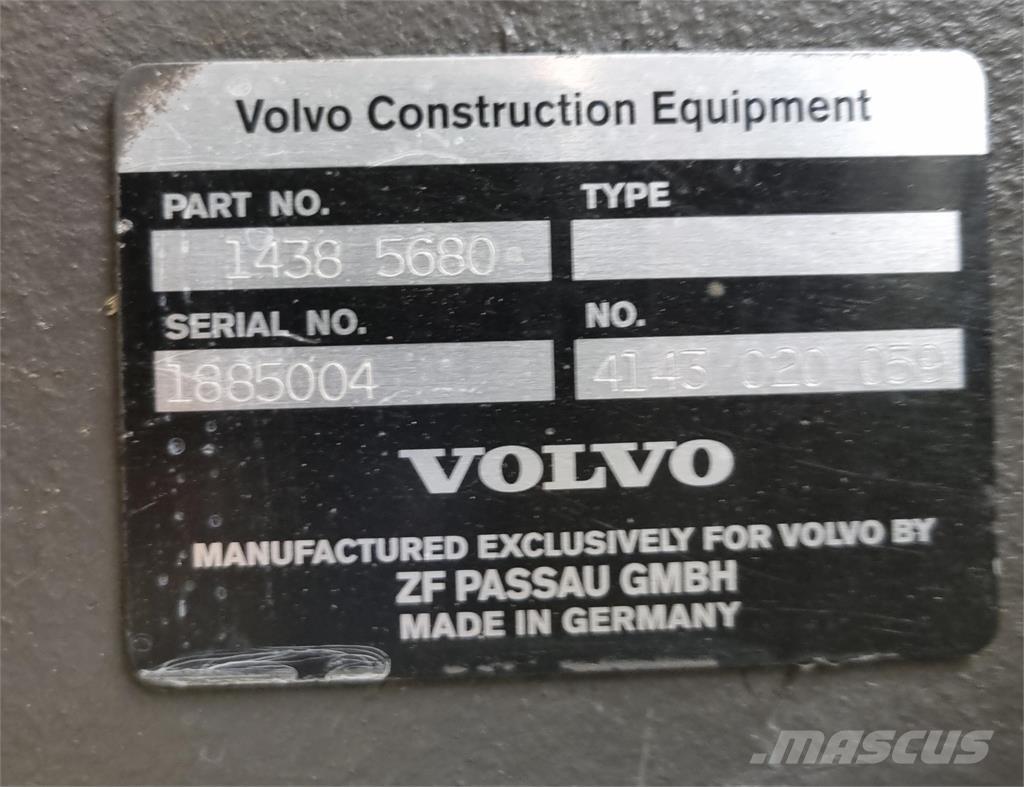 Volvo Construction Equipment
PART NO. TYPE
1438 5680
SERIAL NO. NO.
1885004 4143 020 059
VOLVO
MANUFACTURED EXCLUSIVELY FOR VOLVO BY
ZF PASSAU GMBH
MADE IN GERMANY
MASCUS